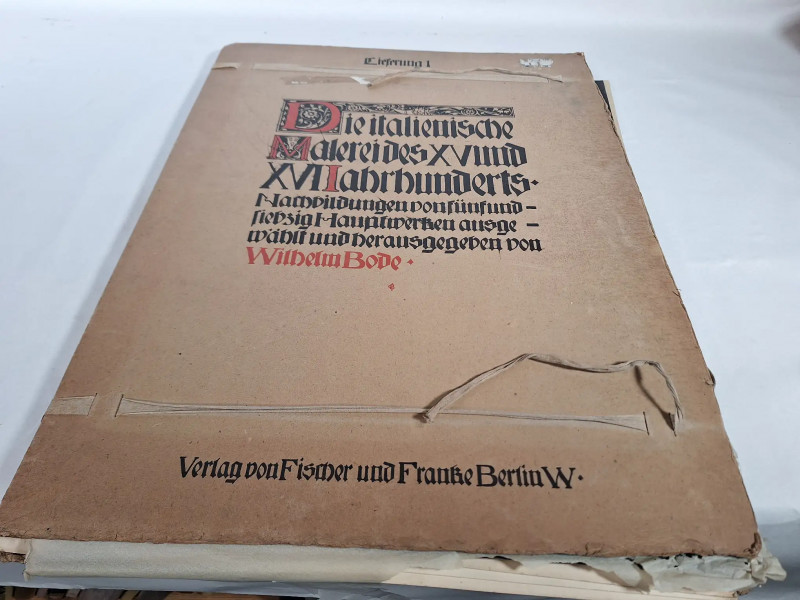 Lieferung 1
Die italienische
Malerei des XV und
XVI Jahrhunderts.
Nachbildungen von fünfund-
siebzig Hauptwerken ausge-
wählt und herausgegeben von
Wilhelm Bode.
Verlag von Fischer und Franke Berlin W.